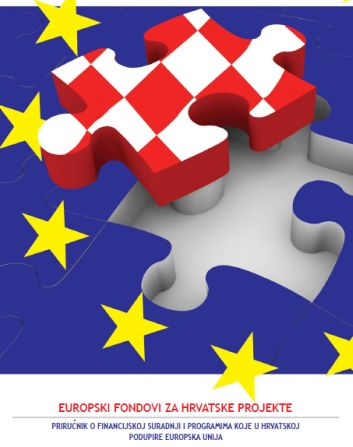 EUROPSKI FONDOVI ZA HRVATSKE PROJEKTE
PRIRUČNIK O FINANCIJSKOJ SURADNJI I PROGRAMIMA KOJE U HRVATSKOJ
PODUPIRE EUROPSKA UNIJA